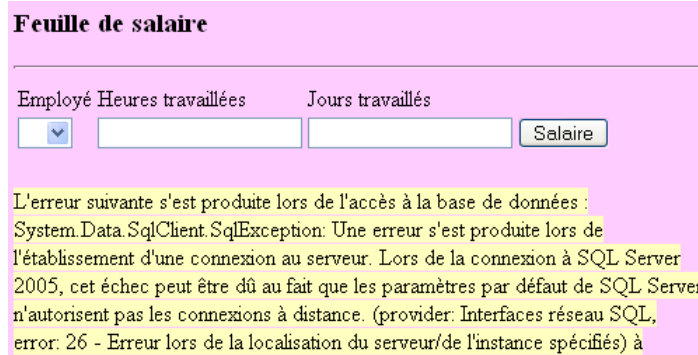 Feuille de salaire
Employé Heures travaillées Jours travaillés
Salaire
L'erreur suivante s'est produite lors de l'accès à la base de données :
System.Data.SqlClient.SqlException: Une erreur s'est produite lors de
l'établissement d'une connexion au serveur. Lors de la connexion à SQL Server
2005, cet échec peut être dû au fait que les paramètres par défaut de SQL Server
n'autorisent pas les connexions à distance. (provider: Interfaces réseau SQL,
error: 26 - Erreur lors de la localisation du serveur/de l'instance spécifiés) à